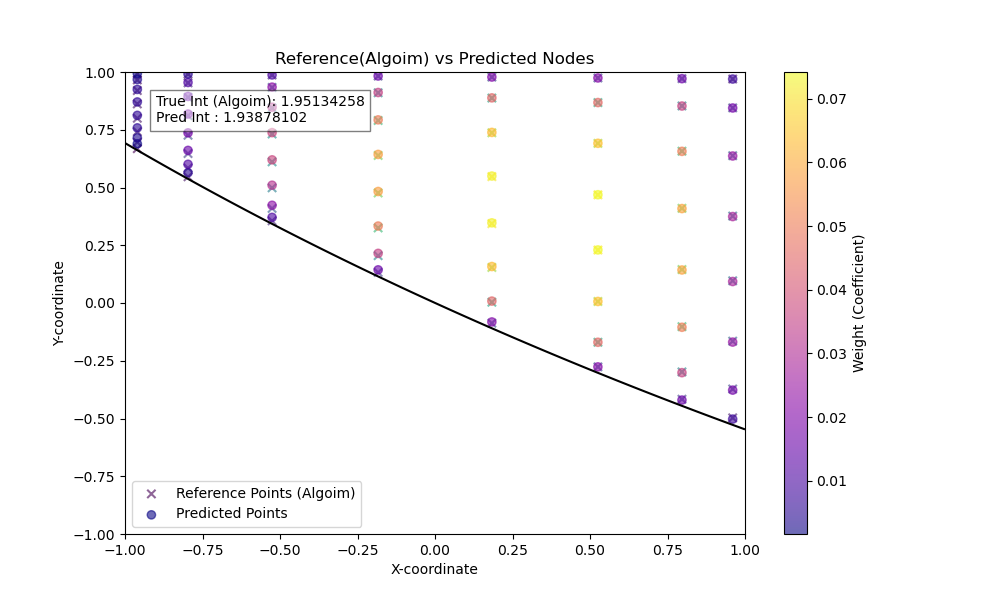 Reference(Algoim) vs Predicted Nodes
True Int (Algoim): 1.95134258
Pred Int : 1.93878102
Y-coordinate
1.00
0.75
0.50
0.25
0.00
−0.25
−0.50
−0.75
−1.00
Reference Points (Algoim)
Predicted Points
−1.00 −0.75 −0.50 −0.25 0.00 0.25 0.50 0.75 1.00
X-coordinate
0.07
0.06
0.05
0.04
0.03
0.02
0.01
Weight (Coefficient)